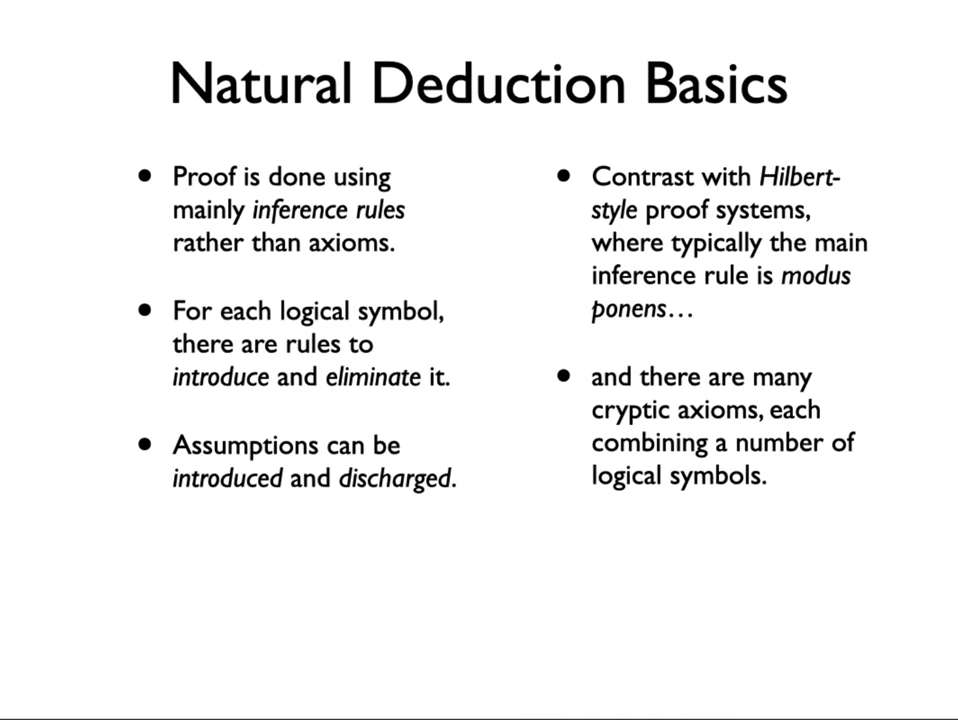 Natural Deduction Basics
• Proof is done using
mainly inference rules
rather than axioms.
• For each logical symbol,
there are rules to
introduce and eliminate it.
• Assumptions can be
introduced and discharged.
• Contrast with Hilbert-
style proof systems,
where typically the main
inference rule is modus
ponens…
• and there are many
cryptic axioms, each
combining a number of
logical symbols.